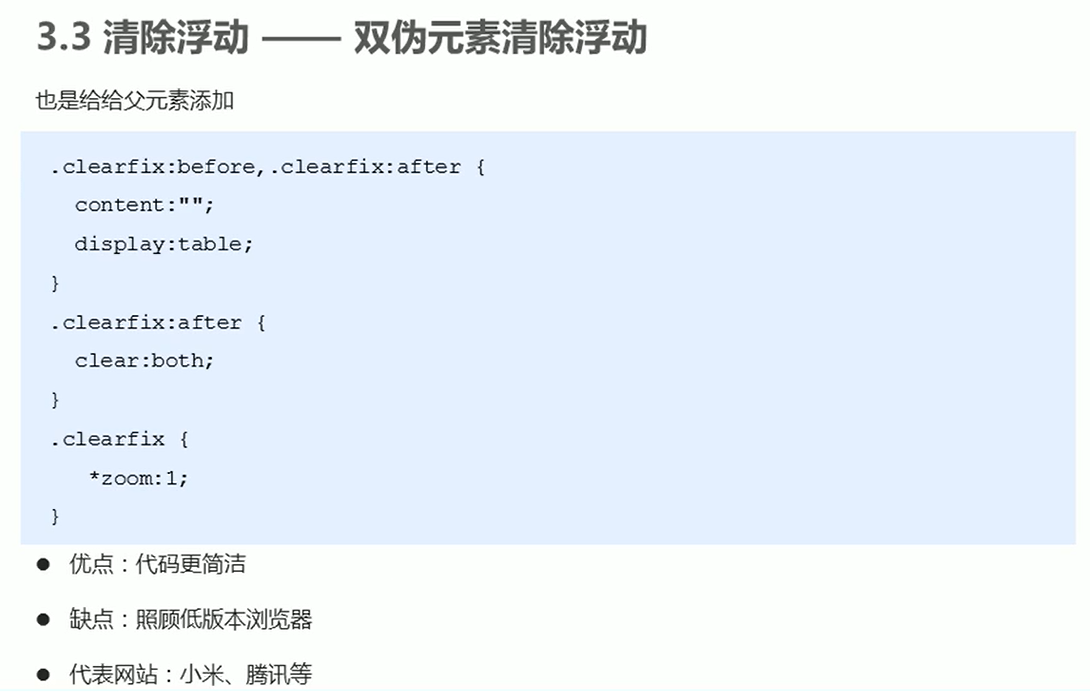 3.3 清除浮动 —— 双伪元素清除浮动
也是给给父元素添加
.clearfix:before,.clearfix:after {
content:"";
display:table;
}
.clearfix:after {
clear:both;
}
.clearfix {
*zoom:1;
}
● 优点：代码更简洁
● 缺点：照顾低版本浏览器
● 代表网站：小米、腾讯等